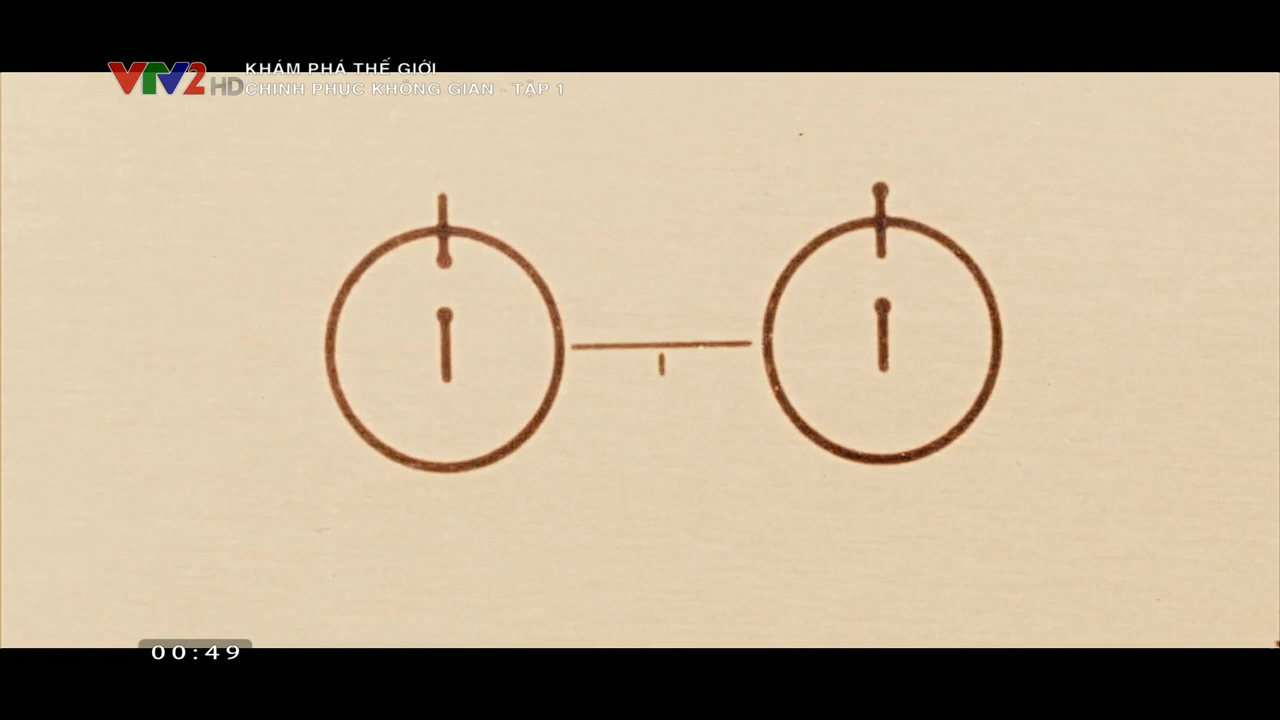 VTV2 HD
KHÁM PHÁ THẾ GIỚI
CHINH PHỤC KHÔNG GIAN - TẬP 1
00:49